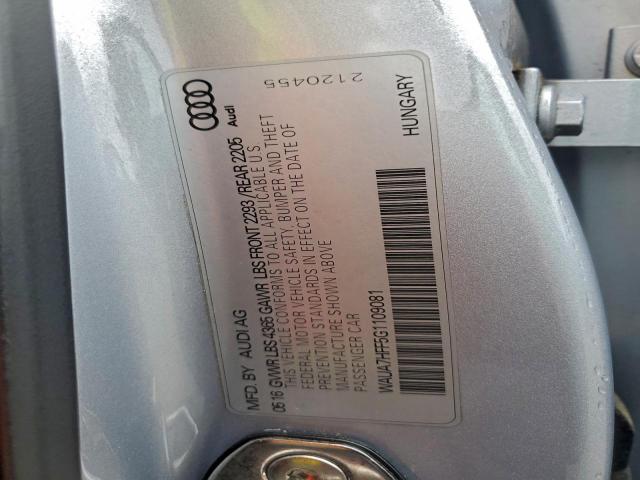 MFD. BY AUDI AG
0516 GVWR LBS 4365 GAWR LBS FRONT 2293 /REAR 2205
THIS VEHICLE CONFORMS TO ALL APPLICABLE U.S
FEDERAL MOTOR VEHICLE SAFETY, BUMPER AND THEFT
PREVENTION STANDARDS IN EFFECT ON THE DATE OF
MANUFACTURE SHOWN ABOVE
PASSENGER CAR
WAUA7HFF5G1109081
HUNGARY
Audi
2120455